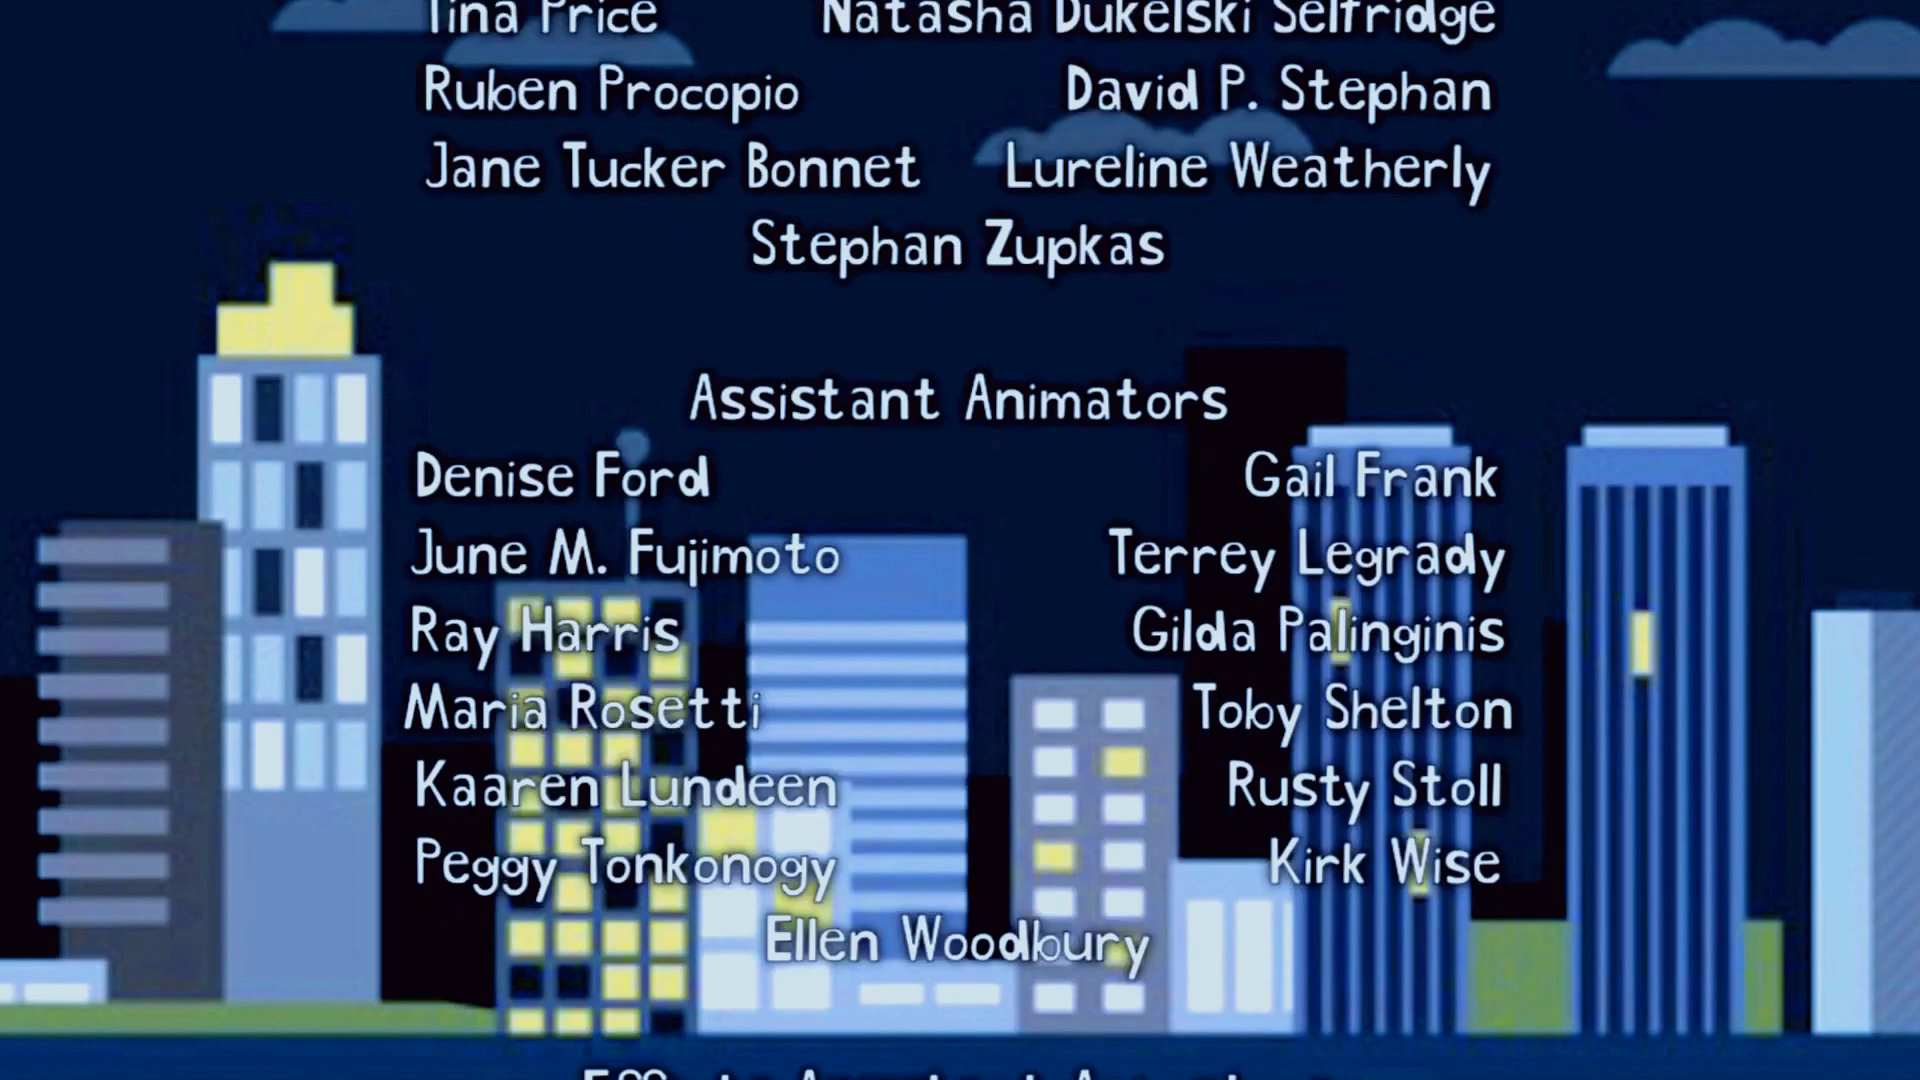 Tina Price Natasha Dukelski Selfridge
Ruben Procopio David P. Stephan
Jane Tucker Bonnet Lureline Weatherly
Stephan Zupkas
Assistant Animators
Denise Ford Gail Frank
June M. Fujimoto Terrey Legrady
Ray Harris Gilda Palinginis
Maria Rosetti Toby Shelton
Kaaren Lundeen Rusty Stoll
Peggy Tonkonogy Kirk Wise
Ellen Woodbury